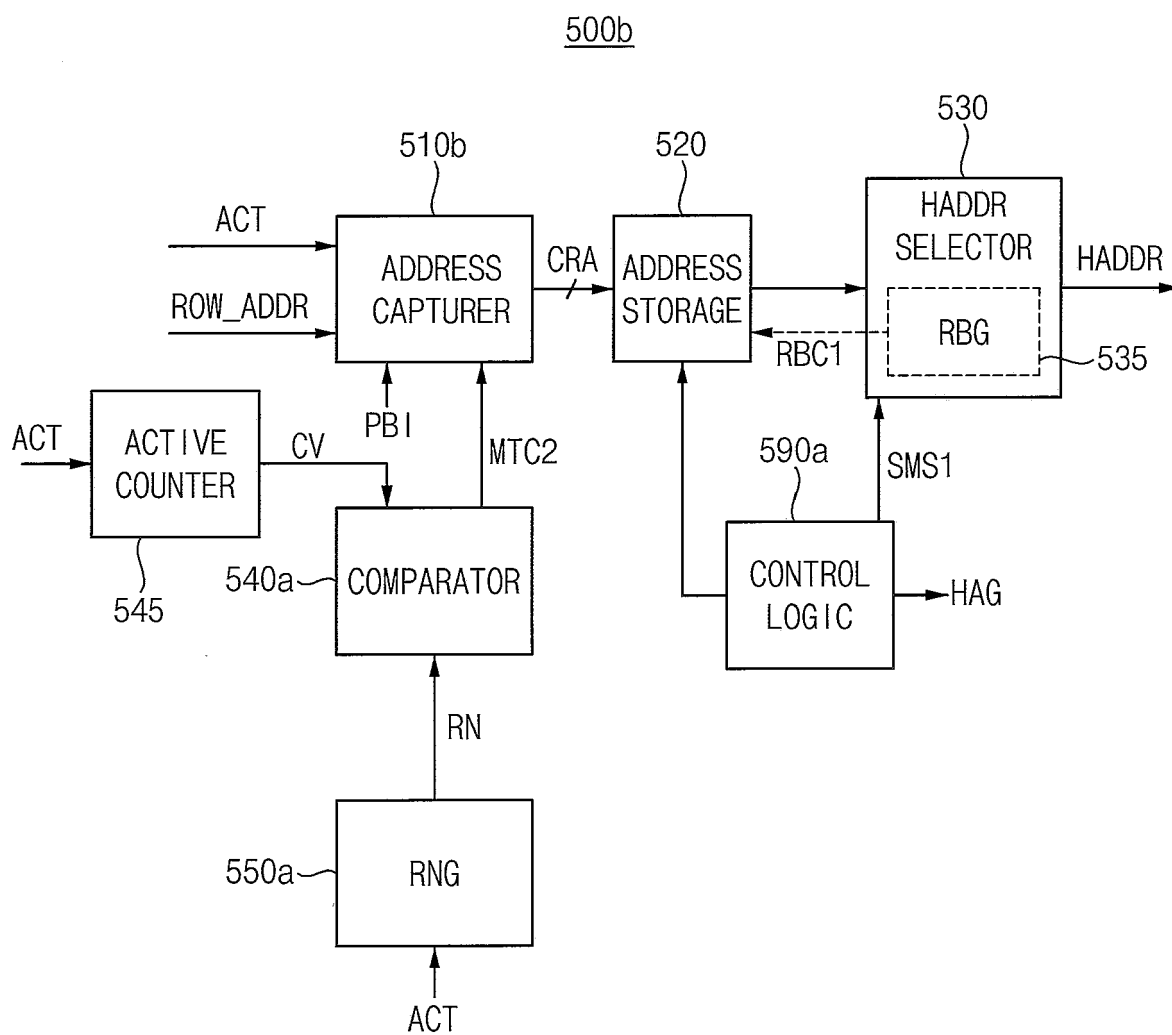 500b
530
510b
520
HADDR
SELECTOR
ACT
ADDRESS
CAPTURER
CRA
ADDRESS
STORAGE
HADDR
ROW_ADDR
RBG
RBC1
535
PBI
ACT
ACTIVE
COUNTER
CV
MTC2
590a
SMS1
540a
COMPARATOR
CONTROL
LOGIC
HAG
545
RN
550a
RNG
ACT